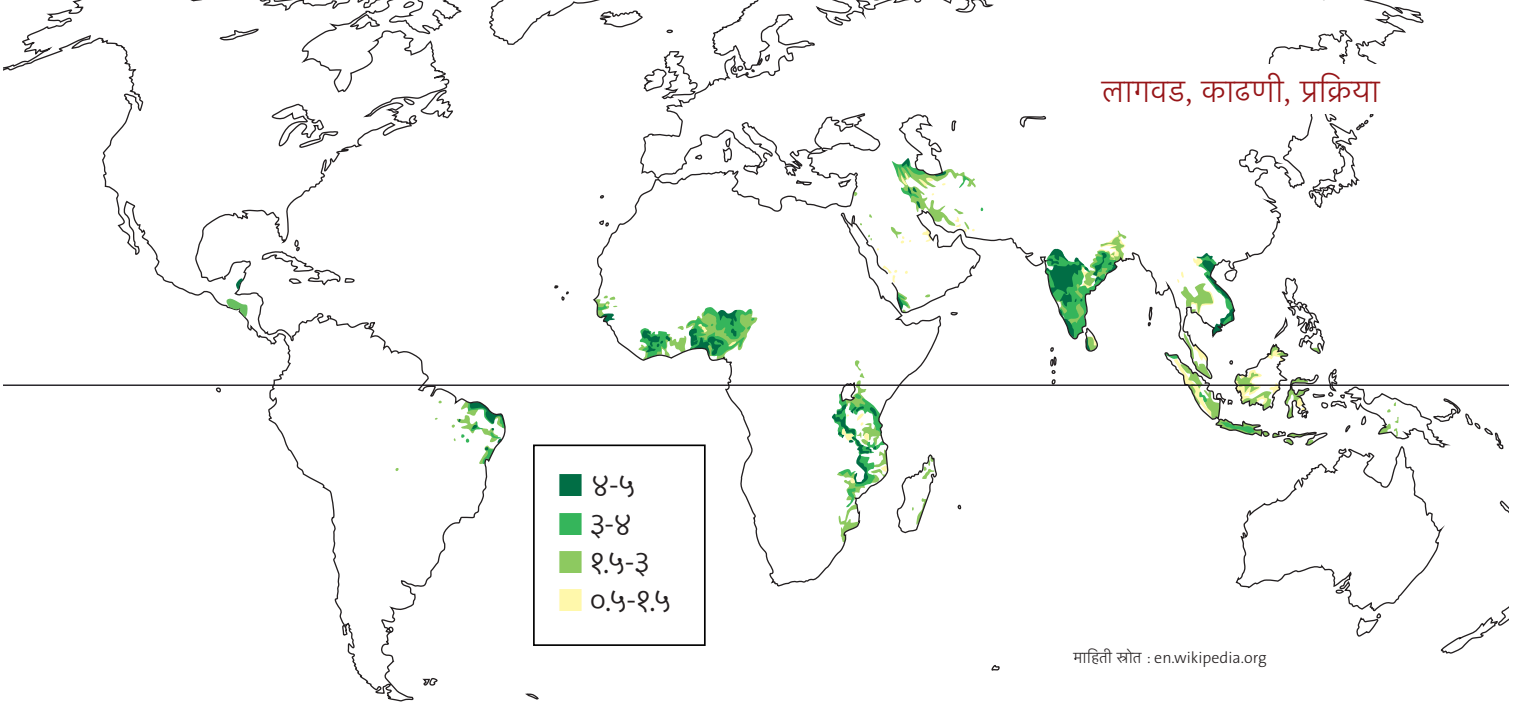 लागवड, काढणी, प्रक्रिया
४-५
३-४
१.५-३
०.५-१.५
माहिती स्रोत : en.wikipedia.org